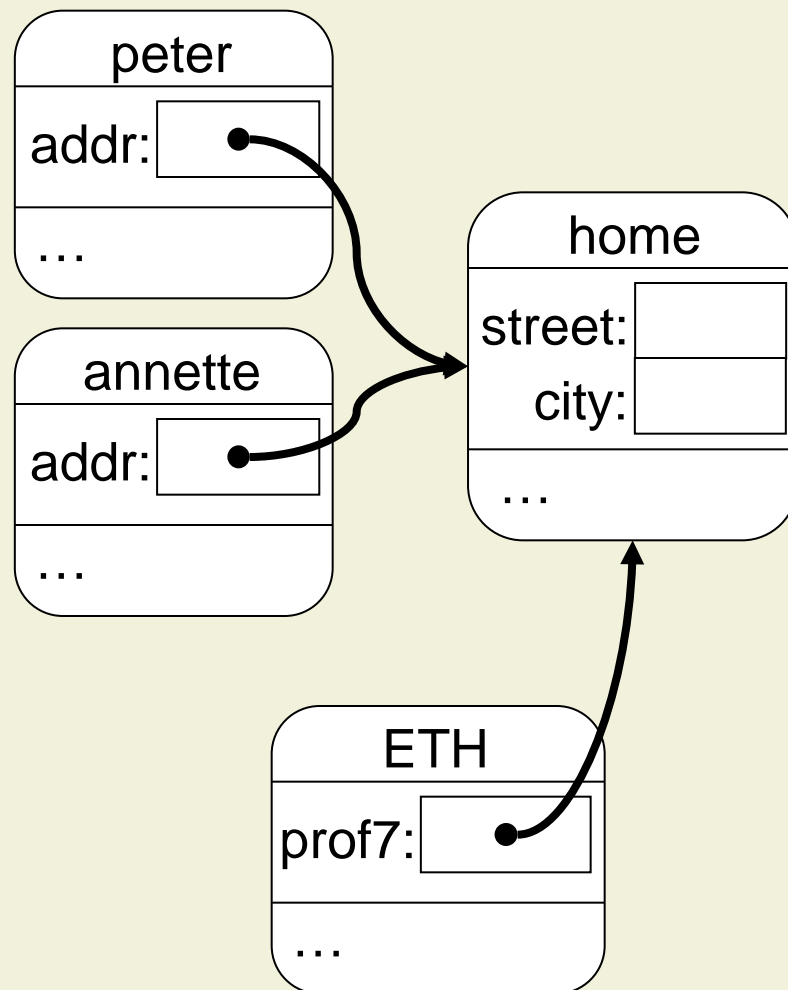 peter
addr:
…
annette
addr:
…
home
street:
city:
…
ETH
prof7:
…